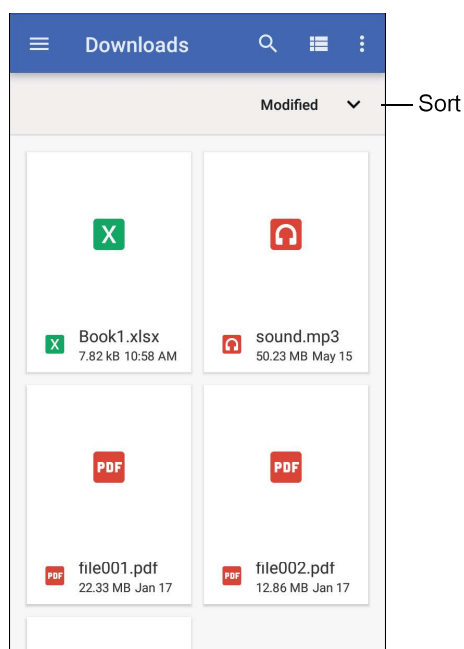 Downloads
Modified
Sort
X
X Book1.xlsx
7.82 kB 10:58 AM
sound.mp3
50.23 MB May 15
PDF
PDF file001.pdf
22.33 MB Jan 17
PDF
PDF file002.pdf
12.86 MB Jan 17